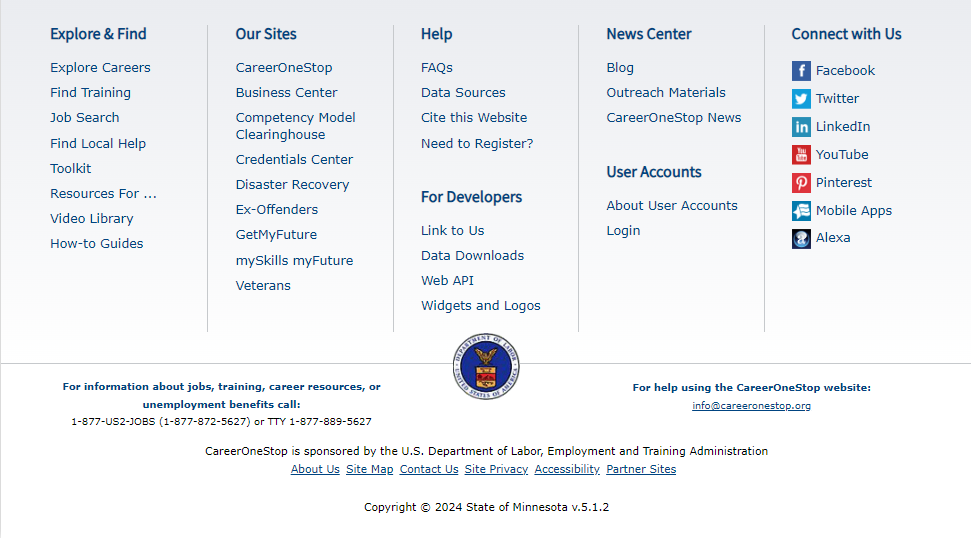 Explore & Find
Explore Careers
Find Training
Job Search
Find Local Help
Toolkit
Resources For ...
Video Library
How-to Guides
Our Sites
CareerOneStop
Business Center
Competency Model
Clearinghouse
Credentials Center
Disaster Recovery
Ex-Offenders
GetMyFuture
mySkills myFuture
Veterans
Help
FAQs
Data Sources
Cite this Website
Need to Register?
For Developers
Link to Us
Data Downloads
Web API
Widgets and Logos
News Center
Blog
Outreach Materials
CareerOneStop News
User Accounts
About User Accounts
Login
Connect with Us
Facebook
Twitter
LinkedIn
YouTube
Pinterest
Mobile Apps
Alexa
DEPARTMENT OF LABOR
UNITED STATES OF AMERICA
For information about jobs, training, career resources, or
unemployment benefits call:
1-877-US2-JOBS (1-877-872-5627) or TTY 1-877-889-5627
For help using the CareerOneStop website:
info@careeronestop.org
CareerOneStop is sponsored by the U.S. Department of Labor, Employment and Training Administration
About Us Site Map Contact Us Site Privacy Accessibility Partner Sites
Copyright © 2024 State of Minnesota v.5.1.2